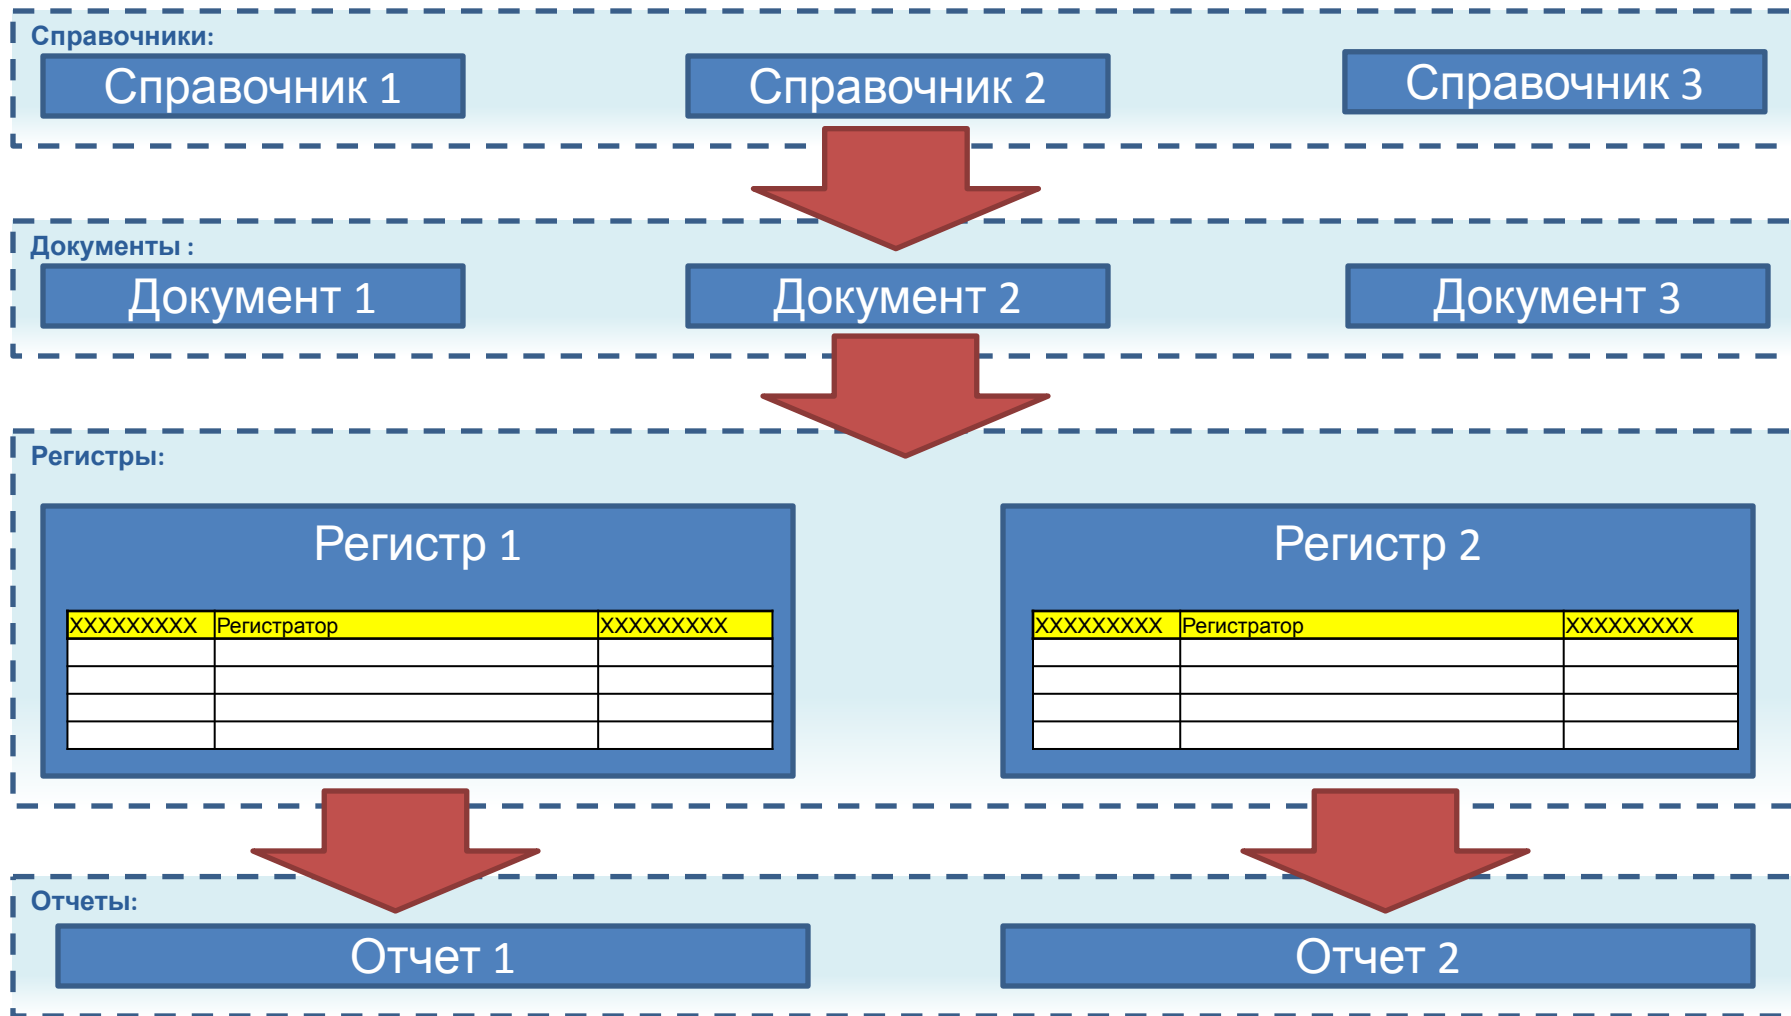 Справочники:
Справочник 1
Справочник 2
Справочник 3
Документы :
Документ 1
Документ 2
Документ 3
Регистры:
Регистр 1
XXXXXXXXX Регистратор XXXXXXXXX
Регистр 2
XXXXXXXXX Регистратор XXXXXXXXX
Отчеты:
Отчет 1
Отчет 2